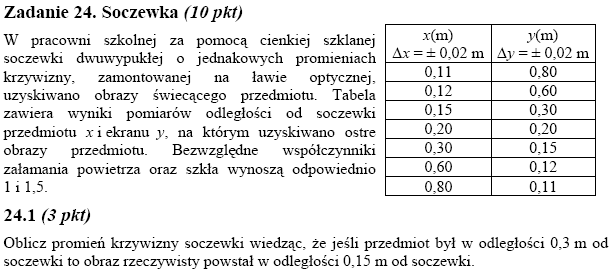 Zadanie 24. Soczewka (10 pkt)
W pracowni szkolnej za pomocą cienkiej szklanej
soczewki dwuwypukłej o jednakowych promieniach
krzywizny, zamontowanej na ławie optycznej,
uzyskiwano obrazy świecącego przedmiotu. Tabela
zawiera wyniki pomiarów odległości od soczewki
przedmiotu x i ekranu y, na którym uzyskiwano ostre
obrazy przedmiotu. Bezwzględne współczynniki
załamania powietrza oraz szkła wynoszą odpowiednio
1 i 1,5.
x(m) y(m)
Δx = ± 0,02 m Δy = ± 0,02 m
0,11 0,80
0,12 0,60
0,15 0,30
0,20 0,20
0,30 0,15
0,60 0,12
0,80 0,11
24.1 (3 pkt)
Oblicz promień krzywizny soczewki wiedząc, że jeśli przedmiot był w odległości 0,3 m od
soczewki to obraz rzeczywisty powstał w odległości 0,15 m od soczewki.